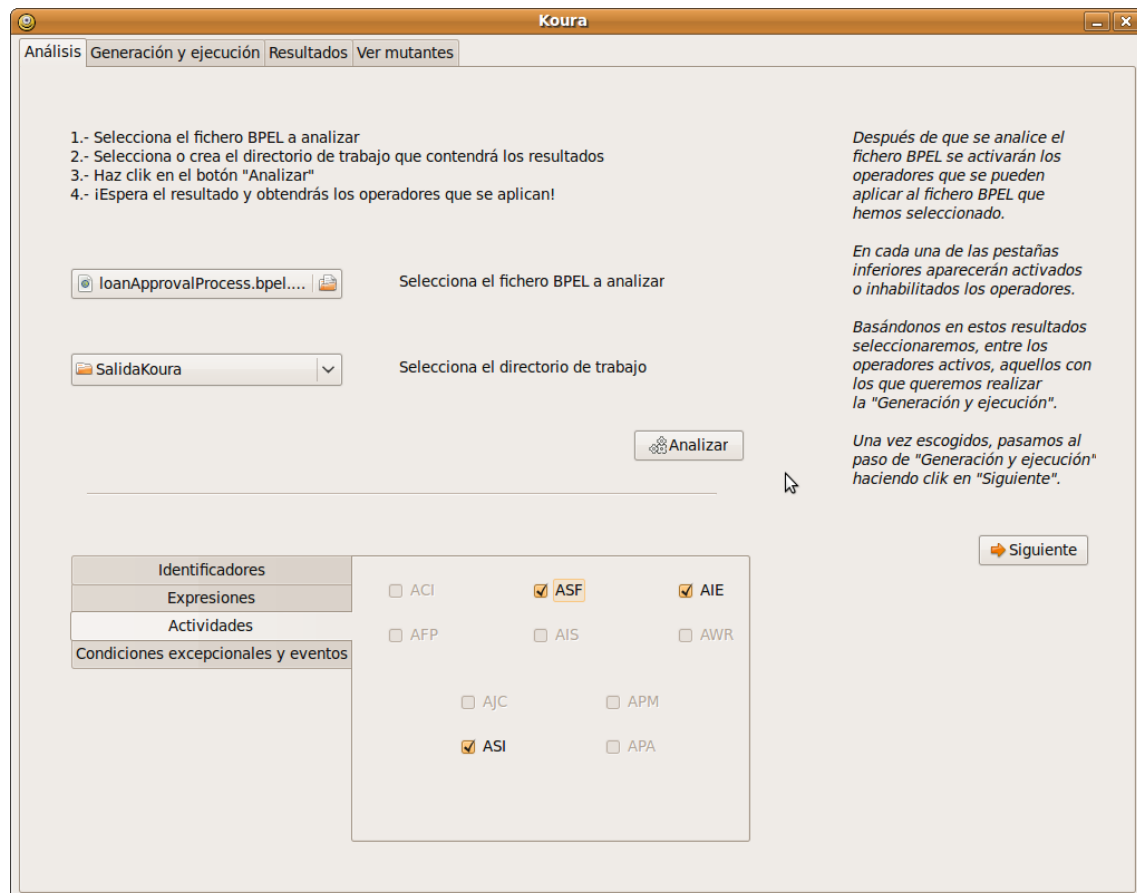 Koura
Análisis
Generación y ejecución
Resultados
Ver mutantes
1.- Selecciona el fichero BPEL a analizar
2.- Selecciona o crea el directorio de trabajo que contendrá los resultados
3.- Haz clik en el botón "Analizar"
4.- ¡Espera el resultado y obtendrás los operadores que se aplican!
loanApprovalProcess.bpel....
Selecciona el fichero BPEL a analizar
SalidaKoura
Selecciona el directorio de trabajo
Analizar
Después de que se analice el
fichero BPEL se activarán los
operadores que se pueden
aplicar al fichero BPEL que
hemos seleccionado.
En cada una de las pestañas
inferiores aparecerán activados
o inhabilitados los operadores.
Basándonos en estos resultados
seleccionaremos, entre los
operadores activos, aquellos con
los que queremos realizar
la "Generación y ejecución".
Una vez escogidos, pasamos al
paso de "Generación y ejecución"
haciendo clik en "Siguiente".
Siguiente
Identificadores
Expresiones
Actividades
Condiciones excepcionales y eventos
ACI
ASF
AIE
AFP
AIS
AWR
AJC
APM
ASI
APA